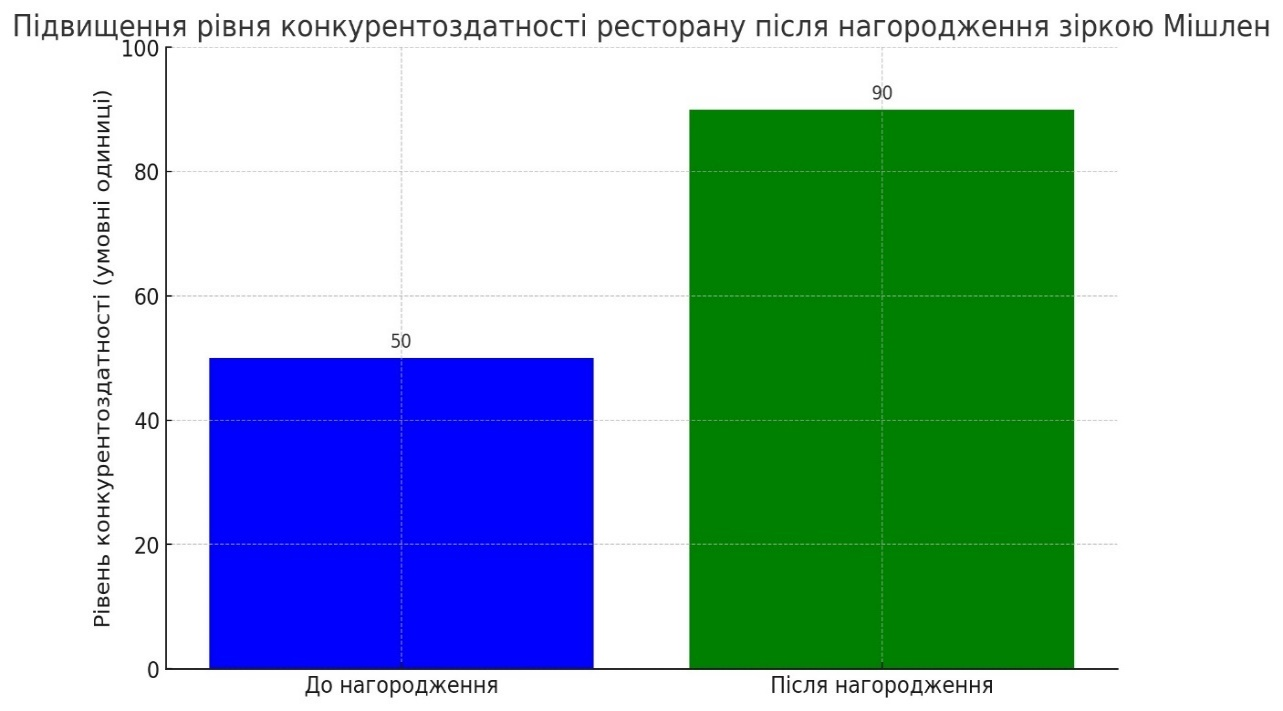 Підвищення рівня конкурентоздатності ресторану після нагородження зіркою Мішлен
Рівень конкурентоздатності (умовні одиниці)
100
80
60
40
20
0
50
90
До нагородження
Після нагородження